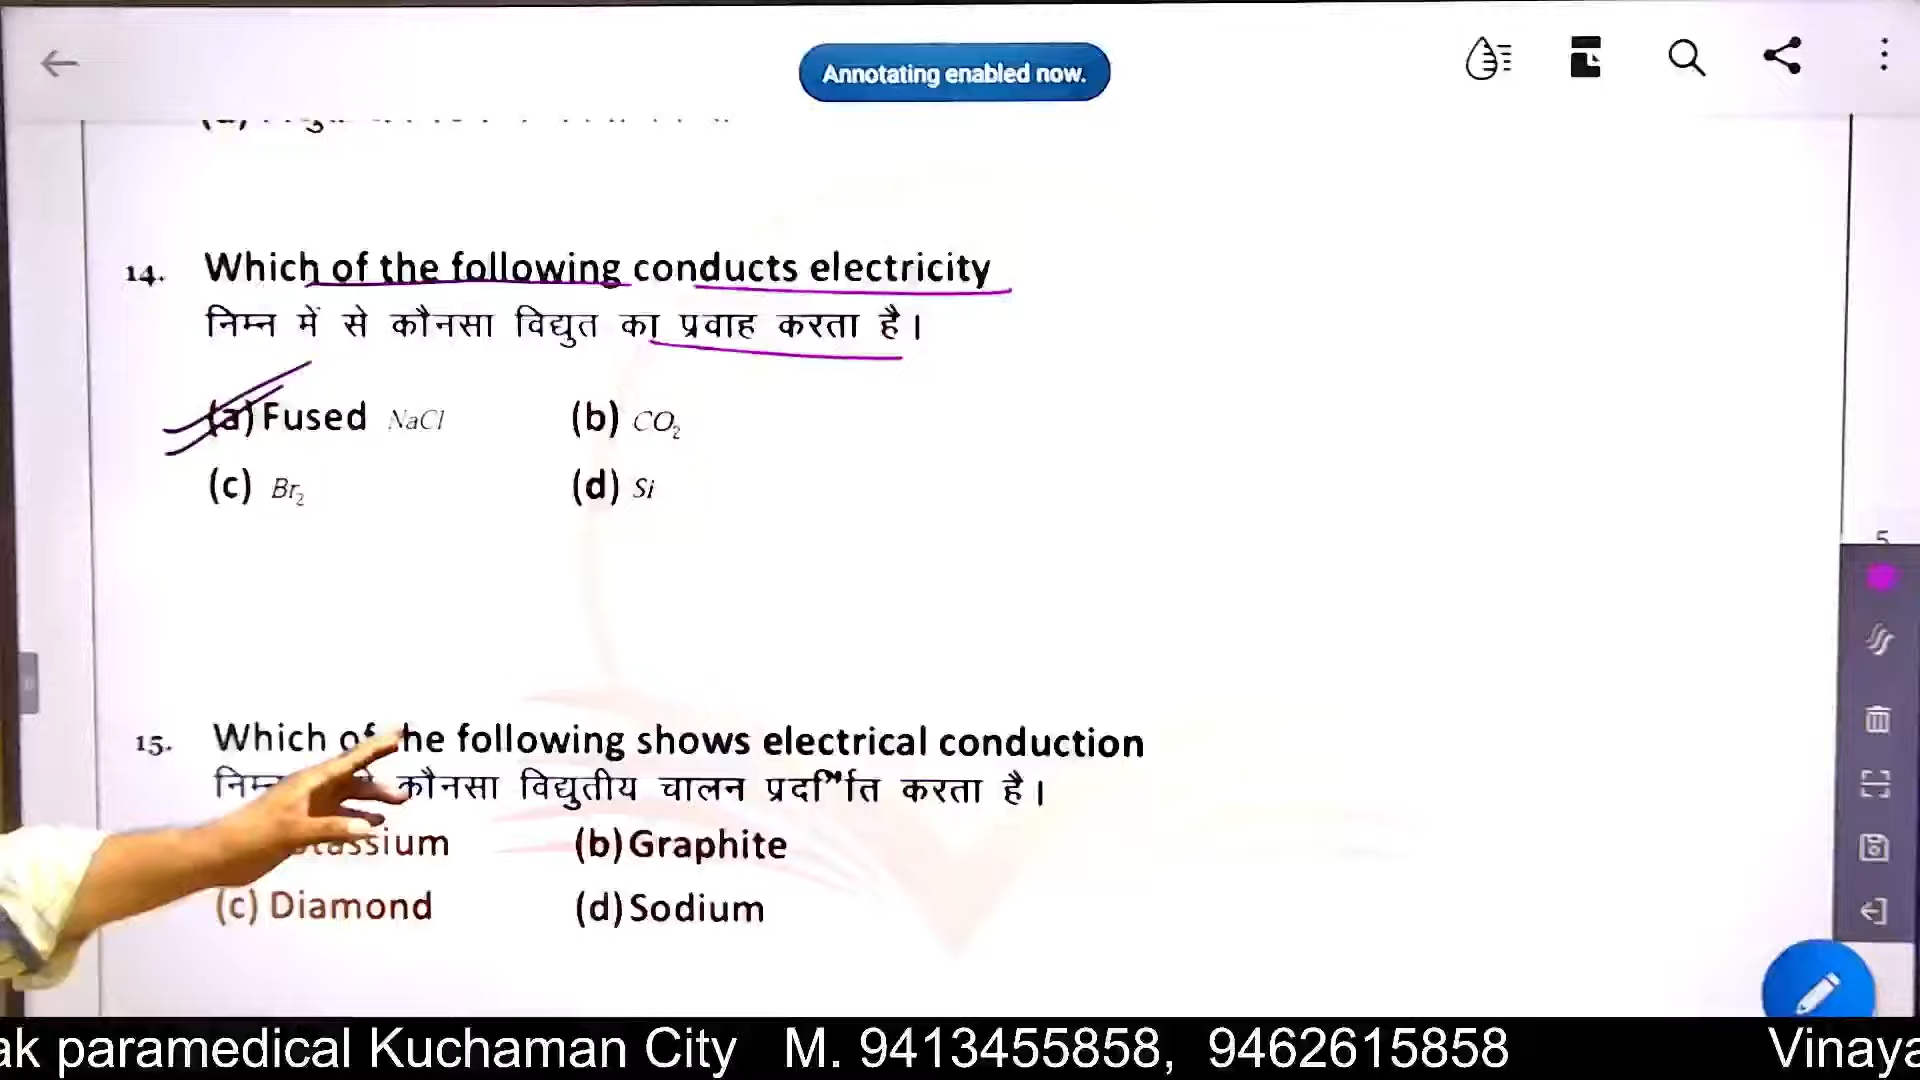 Annotating enabled now.
14. Which of the following conducts electricity
निम्न में से कौनसा विद्युत का प्रवाह करता है।
(a) Fused NaCl (b) CO₂
(c) Br₂ (d) Si
5
15. Which of the following shows electrical conduction
कौनसा विद्युतीय चालन प्रदर्शित करता है।
(b) Graphite
(c) Diamond (d) Sodium
ak paramedical Kuchaman City M. 9413455858, 9462615858 Vinaya